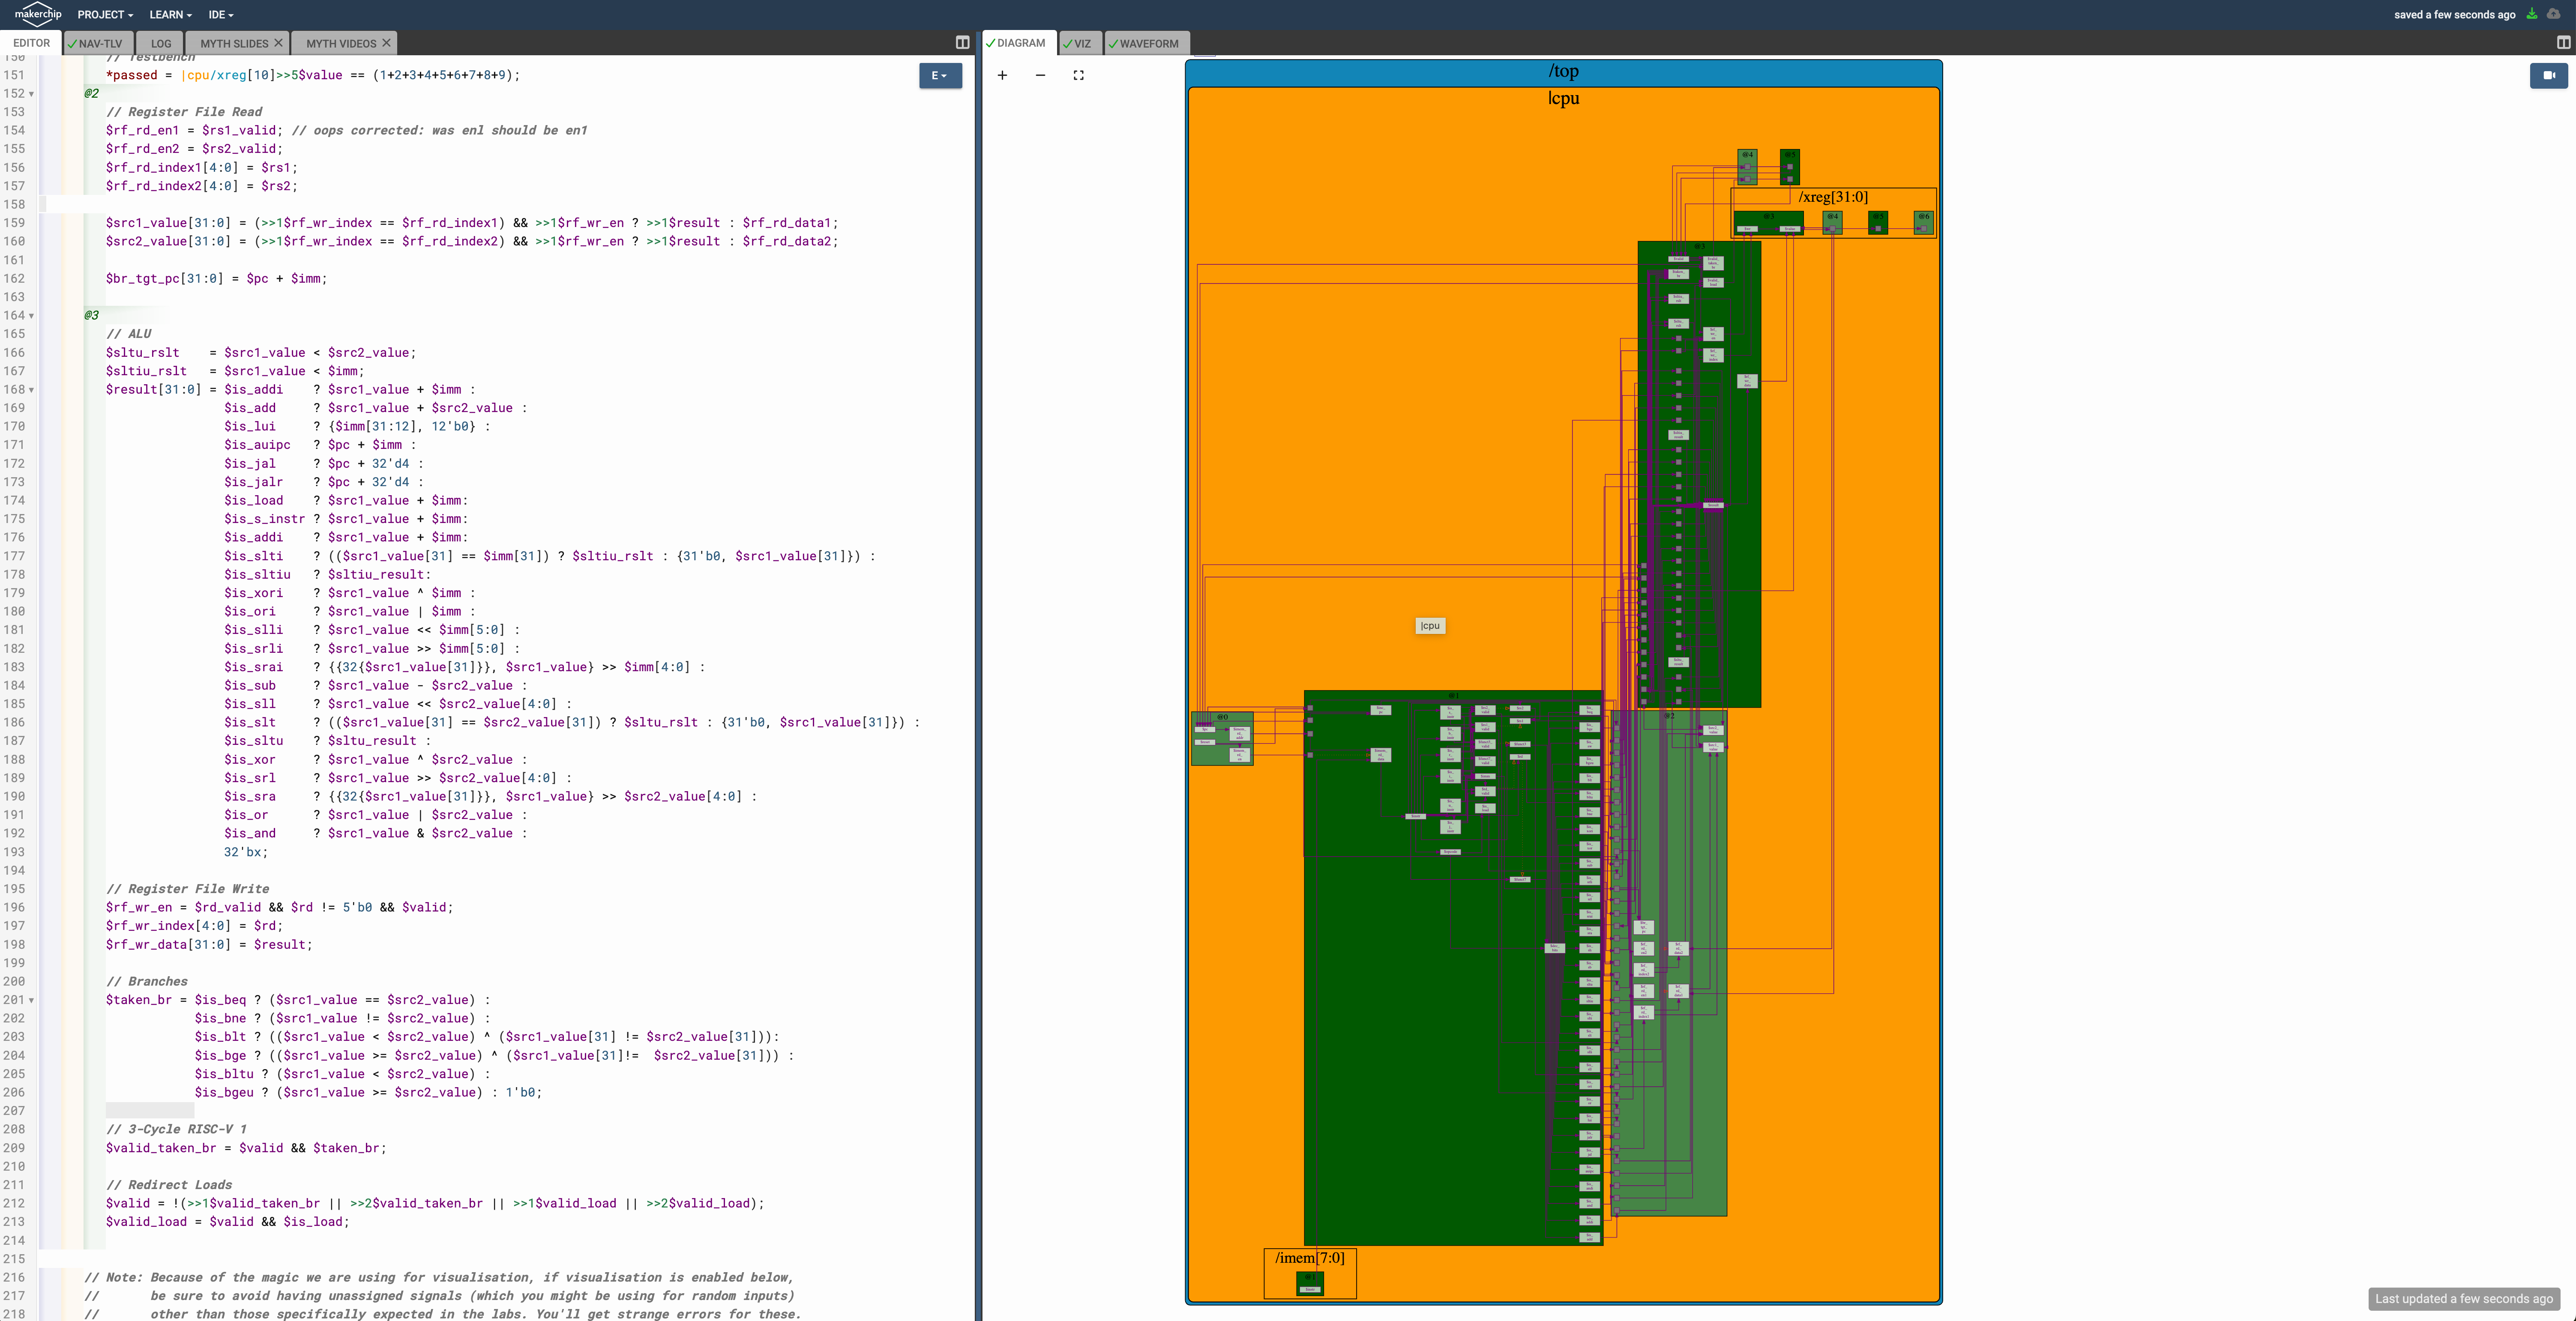 makerchip PROJECT LEARN IDE
saved a few seconds ago
EDITOR NAV-TLV LOG MYTH SLIDES MYTH VIDEOS
DIAGRAM VIZ WAVEFORM
150 // Testbench
151 *passed = |cpu/xreg[10]>>5$value == (1+2+3+4+5+6+7+8+9);
E
152 @2
153 // Register File Read
154 $rf_rd_en1 = $rs1_valid; // oops corrected: was enl should be en1
155 $rf_rd_en2 = $rs2_valid;
156 $rf_rd_index1[4:0] = $rs1;
157 $rf_rd_index2[4:0] = $rs2;
158
159 $src1_value[31:0] = (>>1$rf_wr_index == $rf_rd_index1) && >>1$rf_wr_en ? >>1$result : $rf_rd_data1;
160 $src2_value[31:0] = (>>1$rf_wr_index == $rf_rd_index2) && >>1$rf_wr_en ? >>1$result : $rf_rd_data2;
161
162 $br_tgt_pc[31:0] = $pc + $imm;
163
164 @3
165 // ALU
166 $sltu_rslt = $src1_value < $src2_value;
167 $sltiu_rslt = $src1_value < $imm;
168 $result[31:0] = $is_addi ? $src1_value + $imm :
169 $is_add ? $src1_value + $src2_value :
170 $is_lui ? {$imm[31:12], 12'b0} :
171 $is_auipc ? $pc + $imm :
172 $is_jal ? $pc + 32'd4 :
173 $is_jalr ? $pc + 32'd4 :
174 $is_load ? $src1_value + $imm:
175 $is_s_instr ? $src1_value + $imm:
176 $is_addi ? $src1_value + $imm:
177 $is_slti ? (($src1_value[31] == $imm[31]) ? $sltiu_rslt : {31'b0, $src1_value[31]}) :
178 $is_sltiu ? $sltiu_result:
179 $is_xori ? $src1_value ^ $imm :
180 $is_ori ? $src1_value | $imm :
181 $is_slli ? $src1_value << $imm[5:0] :
182 $is_srli ? $src1_value >> $imm[5:0] :
183 $is_srai ? {{32{$src1_value[31]}}, $src1_value} >> $imm[4:0] :
184 $is_sub ? $src1_value - $src2_value :
185 $is_sll ? $src1_value << $src2_value[4:0] :
186 $is_slt ? (($src1_value[31] == $src2_value[31]) ? $sltu_rslt : {31'b0, $src1_value[31]}) :
187 $is_sltu ? $sltu_result :
188 $is_xor ? $src1_value ^ $src2_value :
189 $is_srl ? $src1_value >> $src2_value[4:0] :
190 $is_sra ? {{32{$src1_value[31]}}, $src1_value} >> $src2_value[4:0] :
191 $is_or ? $src1_value | $src2_value :
192 $is_and ? $src1_value & $src2_value :
193 32'bx;
194
195 // Register File Write
196 $rf_wr_en = $rd_valid && $rd != 5'b0 && $valid;
197 $rf_wr_index[4:0] = $rd;
198 $rf_wr_data[31:0] = $result;
199
200 // Branches
201 $taken_br = $is_beq ? ($src1_value == $src2_value) :
202 $is_bne ? ($src1_value != $src2_value) :
203 $is_blt ? (($src1_value < $src2_value) ^ ($src1_value[31] != $src2_value[31])):
204 $is_bge ? (($src1_value >= $src2_value) ^ ($src1_value[31]!= $src2_value[31])) :
205 $is_bltu ? ($src1_value < $src2_value) :
206 $is_bgeu ? ($src1_value >= $src2_value) : 1'b0;
207
208 // 3-Cycle RISC-V 1
209 $valid_taken_br = $valid && $taken_br;
210
211 // Redirect Loads
212 $valid = !(>>1$valid_taken_br || >>2$valid_taken_br || >>1$valid_load || >>2$valid_load);
213 $valid_load = $valid && $is_load;
214
215
216 // Note: Because of the magic we are using for visualisation, if visualisation is enabled below,
217 // be sure to avoid having unassigned signals (which you might be using for random inputs)
218 // other than those specifically expected in the labs. You'll get strange errors for these.
/top
|cpu
@4
/xreg[31:0]
@4
|cpu
@1
@0
@2
/imem[7:0]
@1
Last updated a few seconds ago